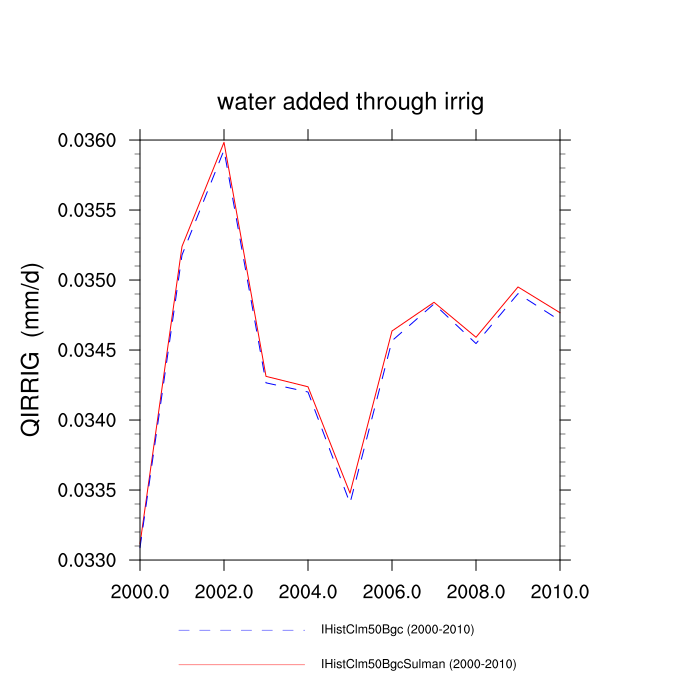 water added through irrig
QIRRIG (mm/d)
0.0360
0.0355
0.0350
0.0345
0.0340
0.0335
0.0330
2000.0 2002.0 2004.0 2006.0 2008.0 2010.0
IHistClm50Bgc (2000-2010)
IHistClm50BgcSulman (2000-2010)